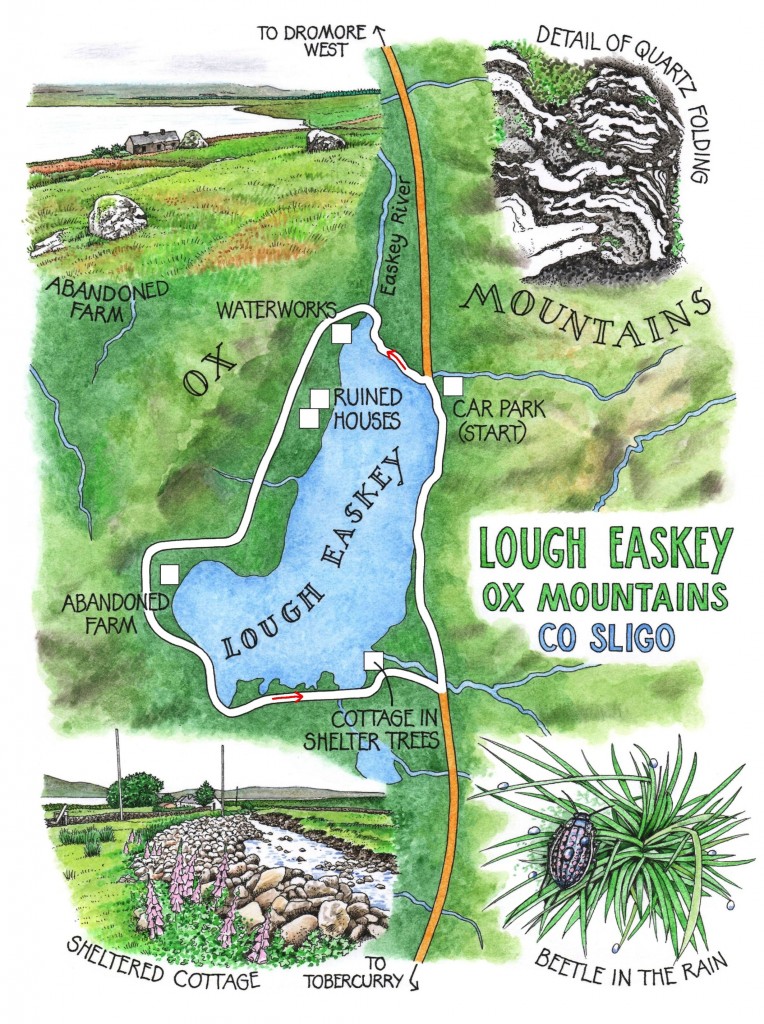 TO DROMORE
WEST
DETAIL OF QUARTZ FOLDING
Easkey River
ABANDONED
FARM
WATERWORKS
OX
MOUNTAINS
RUINED
HOUSES
CAR PARK
(START)
LOUGH EASKEY
LOUGH EASKEY
OX MOUNTAINS
CO SLIGO
ABANDONED
FARM
COTTAGE IN
SHELTER TREES
SHELTERED COTTAGE
TO
TOBERCURRY
BEETLE IN THE RAIN